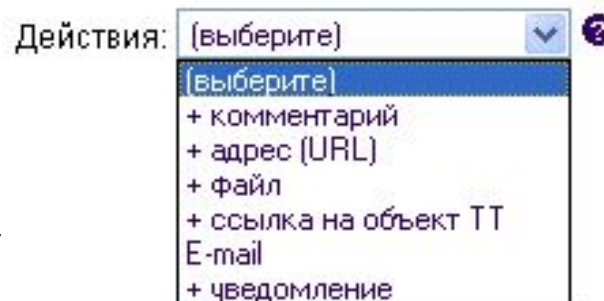 Действия: (выберите) ?
(выберите)
+ комментарий
+ адрес (URL)
+ файл
+ ссылка на объект ТТ
E-mail
+ уведомление